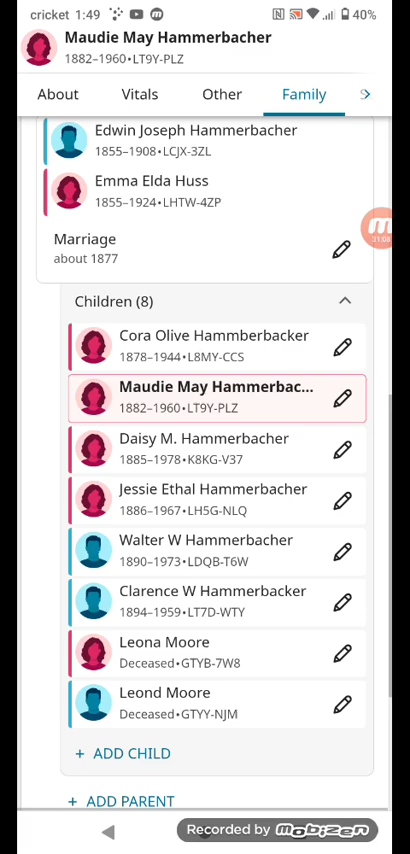 cricket 1:49
40%
Maudie May Hammerbacher
1882–1960•LT9Y-PLZ
About Vitals Other Family
Edwin Joseph Hammerbacher
1855–1908•LCJX-3ZL
Emma Elda Huss
1855–1924•LHTW-4ZP
31:08
Marriage
about 1877
Children (8)
Cora Olive Hammberbacker
1878–1944•L8MY-CCS
Maudie May Hammerbac...
1882–1960•LT9Y-PLZ
Daisy M. Hammerbacher
1885–1978•K8KG-V37
Jessie Ethal Hammerbacher
1886–1967•LH5G-NLQ
Walter W Hammerbacher
1890–1973•LDQB-T6W
Clarence W Hammerbacker
1894–1959•LT7D-WTY
Leona Moore
Deceased•GTYB-7W8
Leond Moore
Deceased•GTYY-NJM
+ ADD CHILD
+ ADD PARENT
Recorded by mobizen